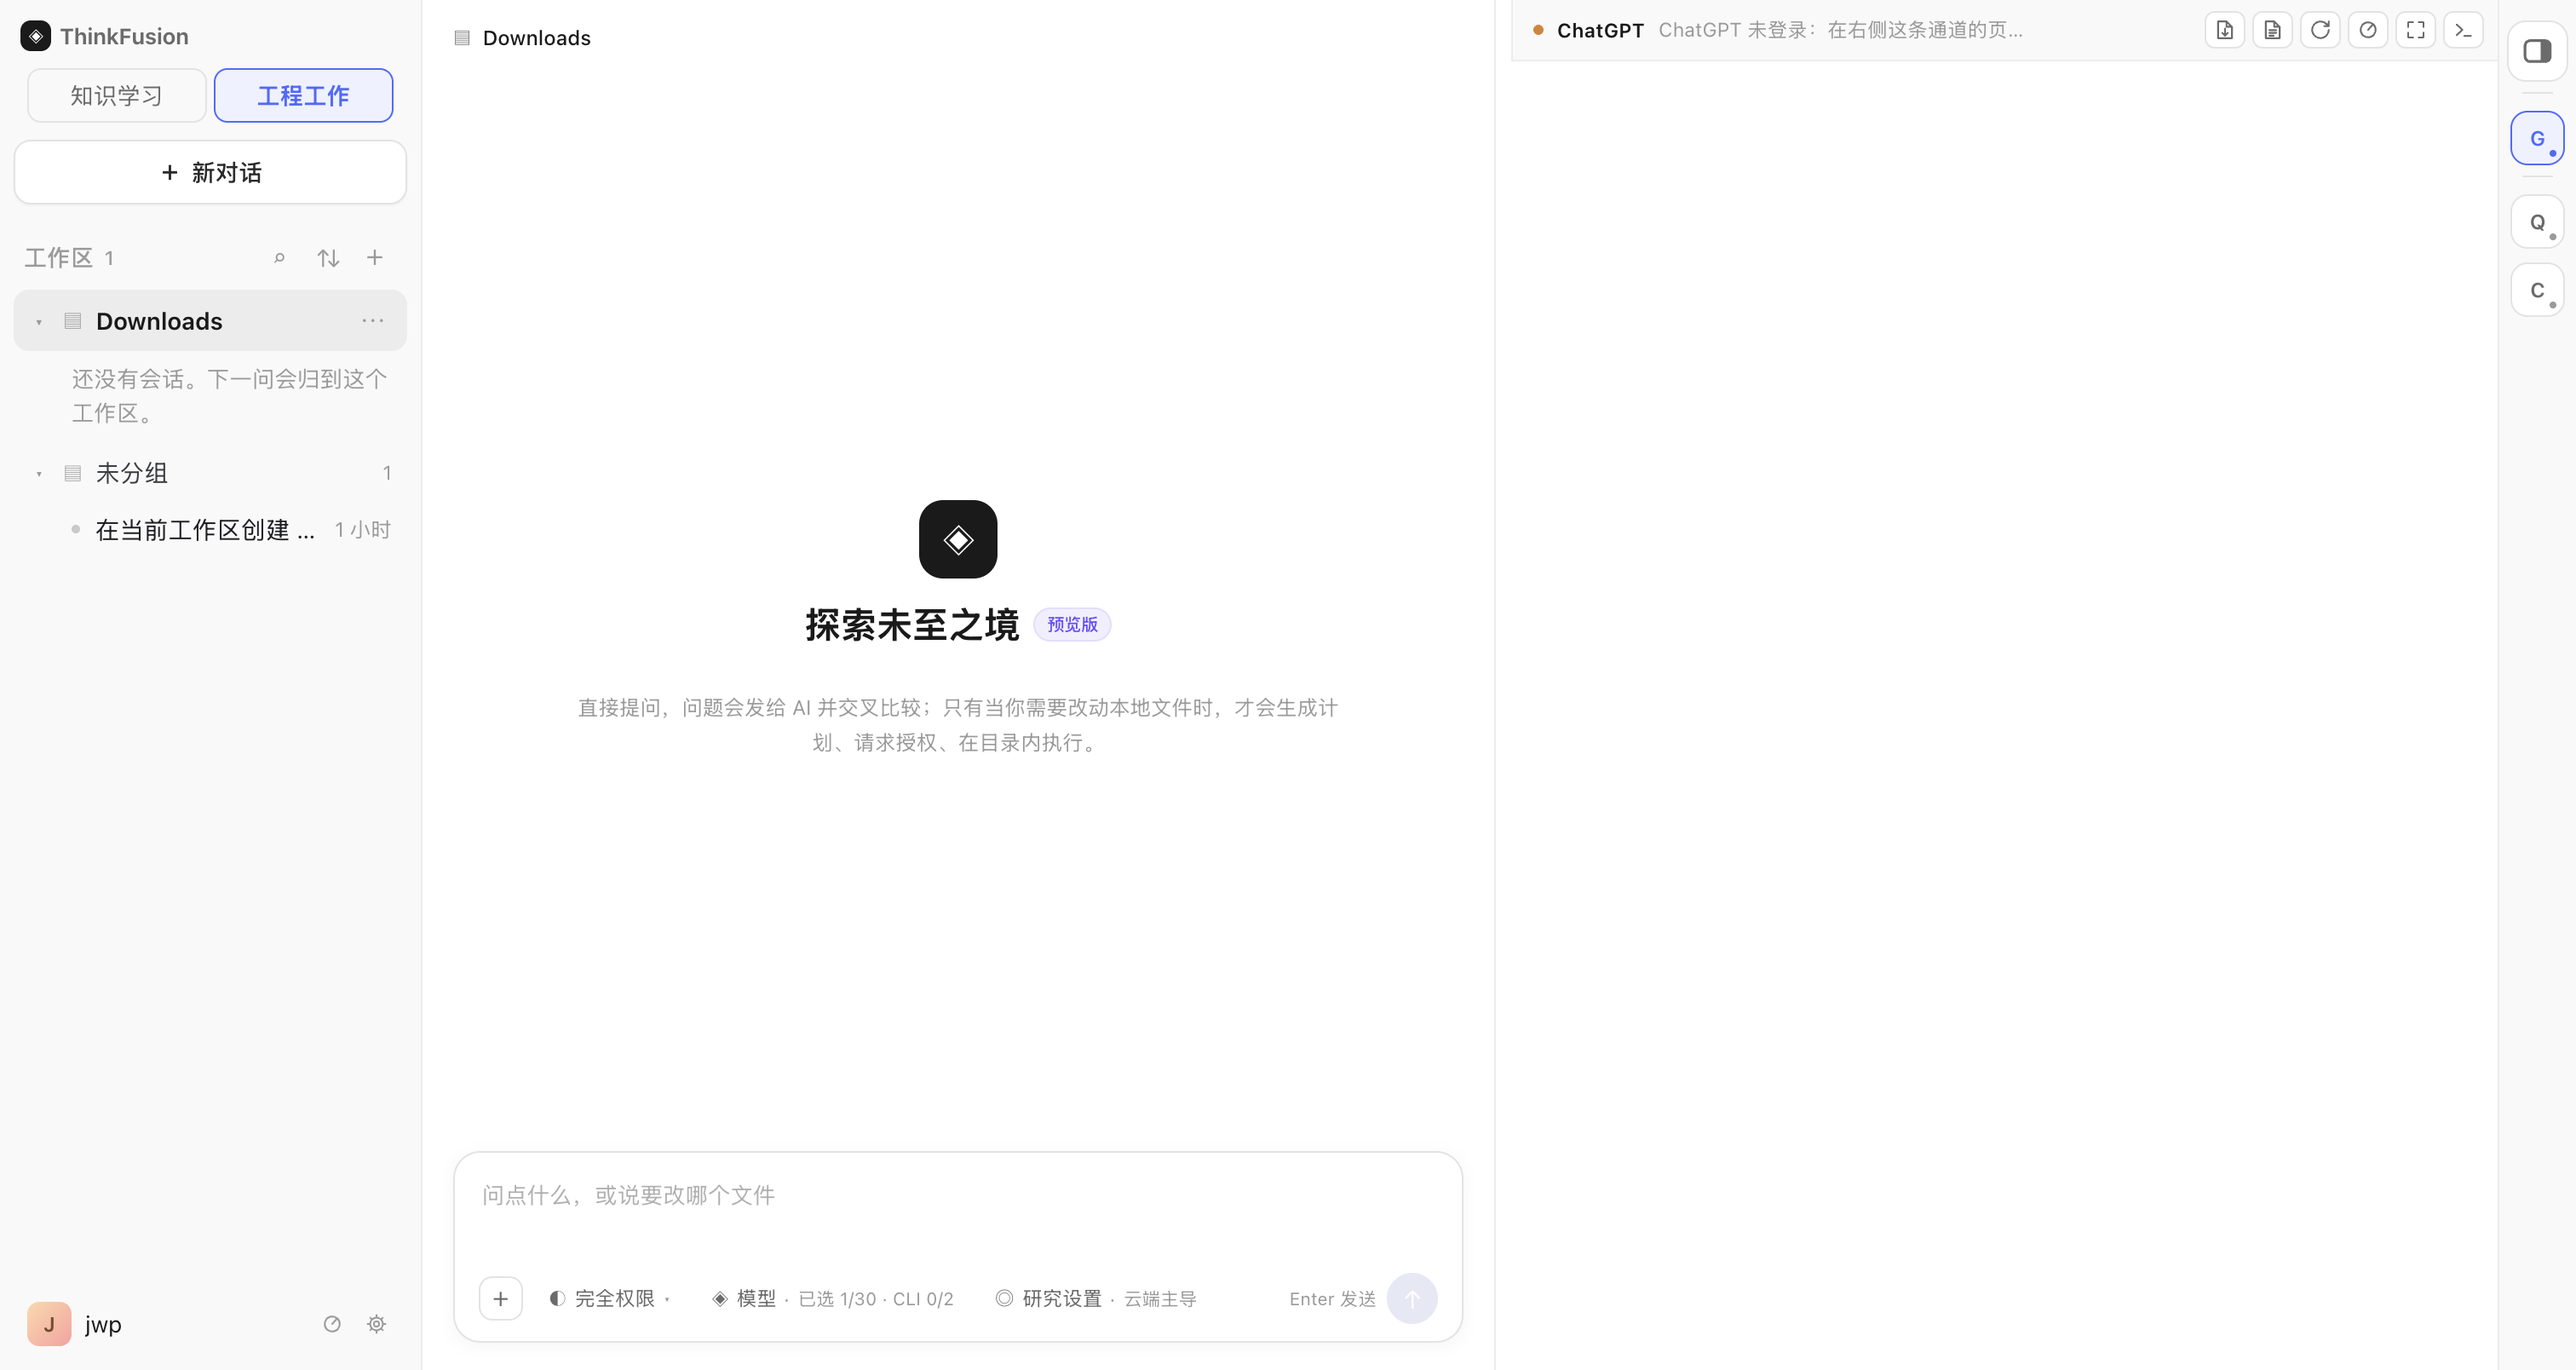 ThinkFusion
知识学习
工程工作
+ 新对话
工作区 1
Downloads
还没有会话。下一问会归到这个
工作区。
未分组 1
在当前工作区创建 ... 1 小时
J jwp
Downloads
探索未至之境 预览版
直接提问，问题会发给 AI 并交叉比较；只有当你需要改动本地文件时，才会生成计
划、请求授权、在目录内执行。
问点什么，或说要改哪个文件
完全权限
模型 · 已选 1/30 · CLI 0/2
研究设置 · 云端主导
Enter 发送
ChatGPT ChatGPT 未登录：在右侧这条通道的页...
G
Q
C